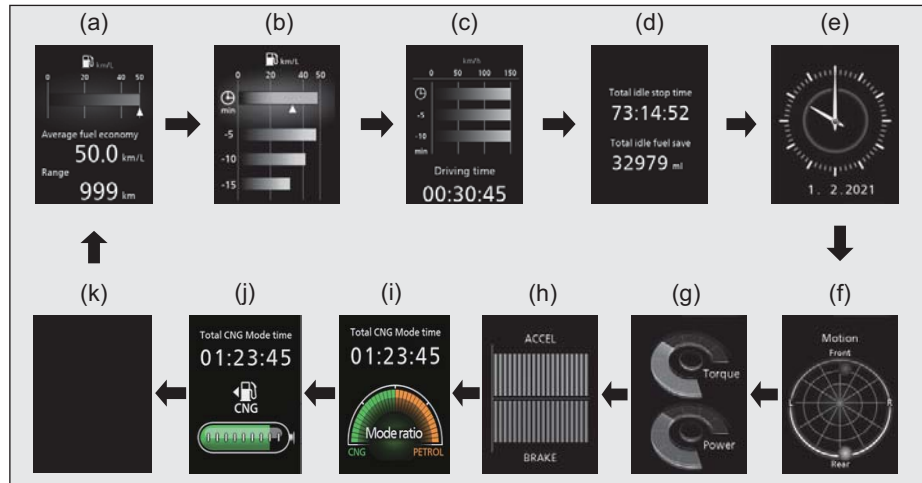 (a)
km/L
0 20 40 50
Average fuel economy
50.0 km/L
Range
999 km
(b)
km/L
0 20 40 50
min
-5
-10
-15
(c)
km/h
0 50 100 150
-5
-10
min
Driving time
00:30:45
(d)
Total idle stop time
73:14:52
Total idle fuel save
32979 ml
(e)
1. 2.2021
(f)
Motion
Front
L R
Rear
(g)
Torque
Power
(h)
ACCEL
BRAKE
(i)
Total CNG Mode time
01:23:45
Mode ratio
CNG PETROL
(j)
Total CNG Mode time
01:23:45
CNG
(k)